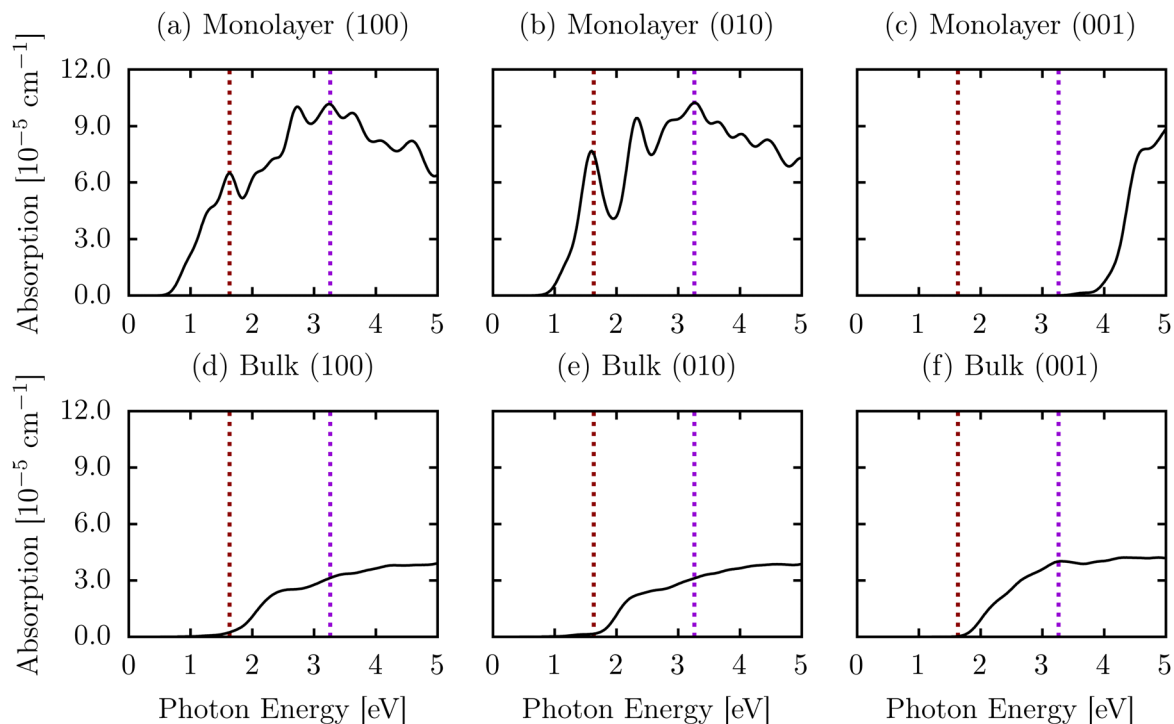 (a) Monolayer (100)
(b) Monolayer (010)
(c) Monolayer (001)
Absorption [10⁻⁵ cm⁻¹]
12.0
9.0
6.0
3.0
0.0
0 1 2 3 4 5
0 1 2 3 4 5
0 1 2 3 4 5
(d) Bulk (100)
(e) Bulk (010)
(f) Bulk (001)
Absorption [10⁻⁵ cm⁻¹]
12.0
9.0
6.0
3.0
0.0
0 1 2 3 4 5
0 1 2 3 4 5
0 1 2 3 4 5
Photon Energy [eV]
Photon Energy [eV]
Photon Energy [eV]